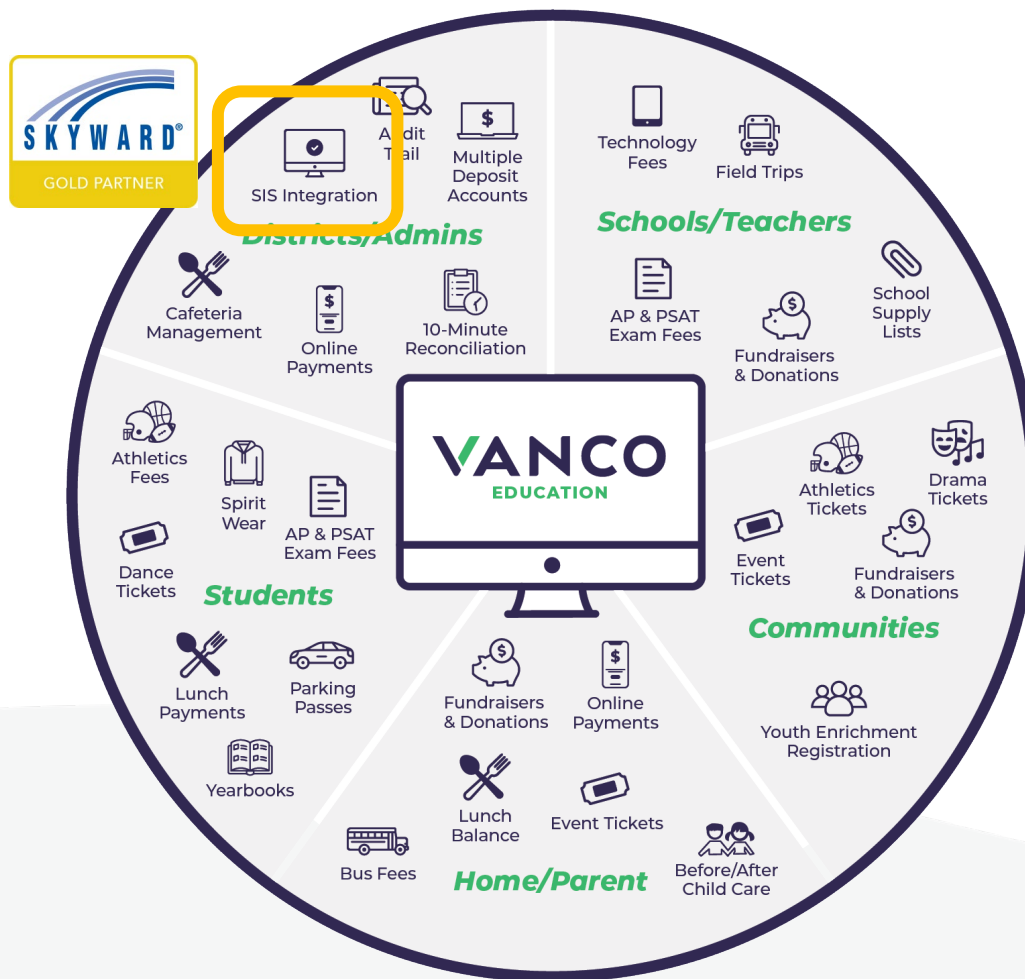 SKYWARD®
GOLD PARTNER
Audit
Trail
SIS Integration
$
Multiple
Deposit
Accounts
Districts/Admins
Cafeteria
Management
$
Online
Payments
10-Minute
Reconciliation
Technology
Fees
Field Trips
Schools/Teachers
AP & PSAT
Exam Fees
$
Fundraisers
& Donations
School
Supply
Lists
VANCO
EDUCATION
Athletics
Fees
Spirit
Wear
AP & PSAT
Exam Fees
Dance
Tickets
Students
Lunch
Payments
Parking
Passes
Yearbooks
Athletics
Tickets
Drama
Tickets
Event
Tickets
$
Fundraisers
& Donations
Communities
Youth Enrichment
Registration
$
Fundraisers
& Donations
$
Online
Payments
Lunch
Balance
Event Tickets
Bus Fees
Home/Parent
Before/After
Child Care